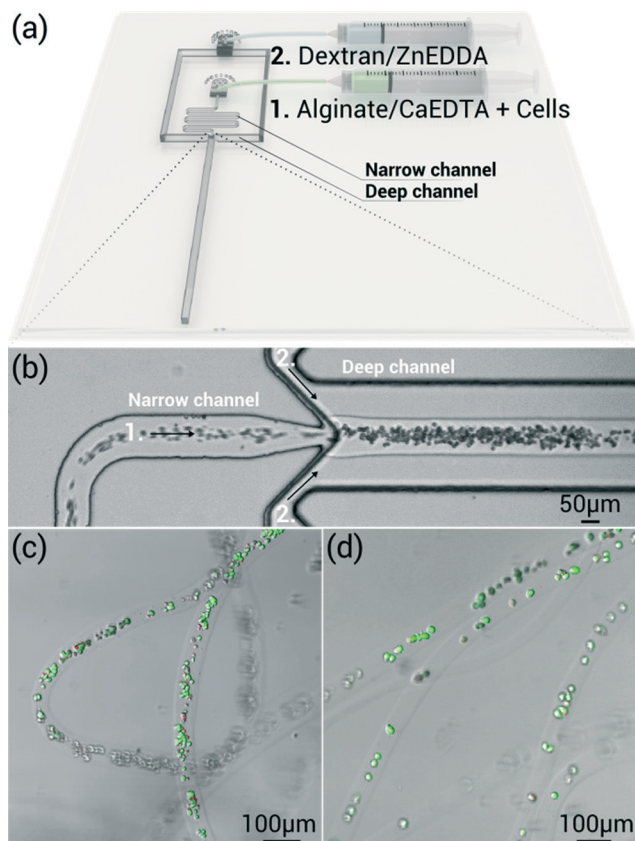 (a)
2. Dextran/ZnEDDA
1. Alginate/CaEDTA + Cells
Narrow channel
Deep channel
(b)
2.
Deep channel
Narrow channel
1.
2.
50µm
(c)
(d)
100µm
100µm